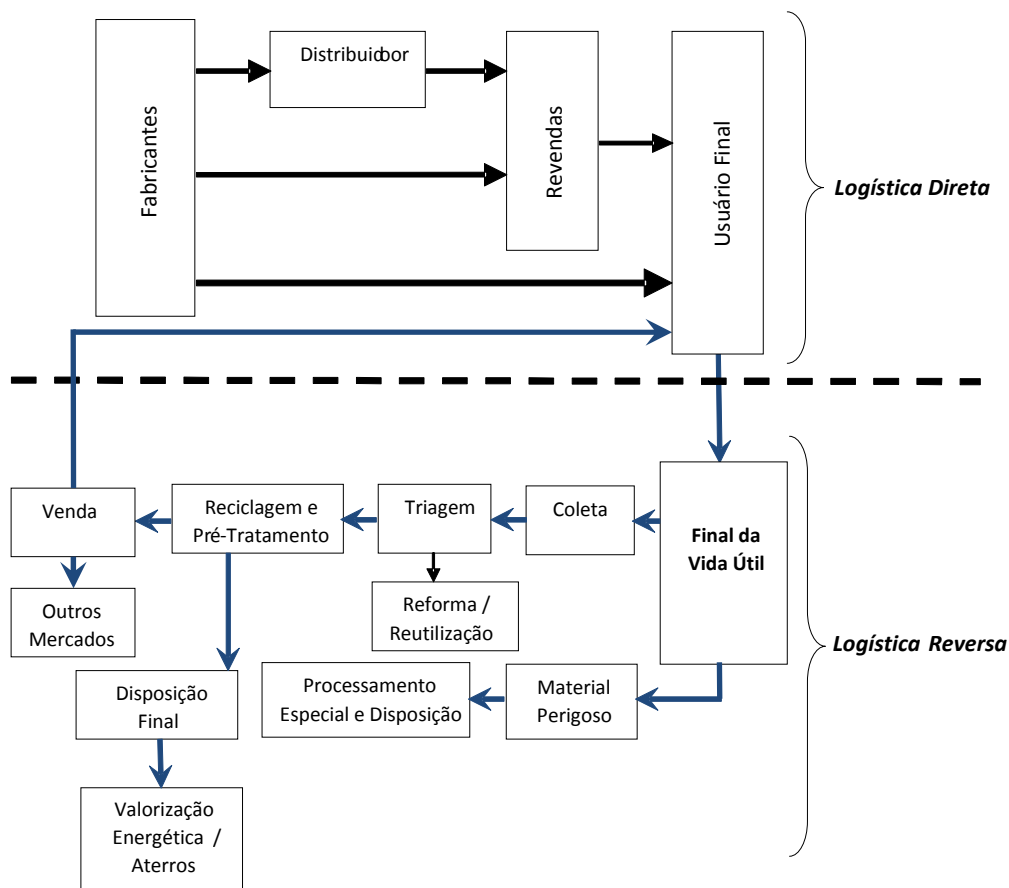 Distribuidor
Fabricantes
Revendas
Usuário Final
Logística Direta
Venda
Reciclagem e
Pré-Tratamento
Triagem
Coleta
Final da
Vida Útil
Outros
Mercados
Reforma /
Reutilização
Logística Reversa
Disposição
Final
Processamento
Especial e Disposição
Material
Perigoso
Valorização
Energética /
Aterros